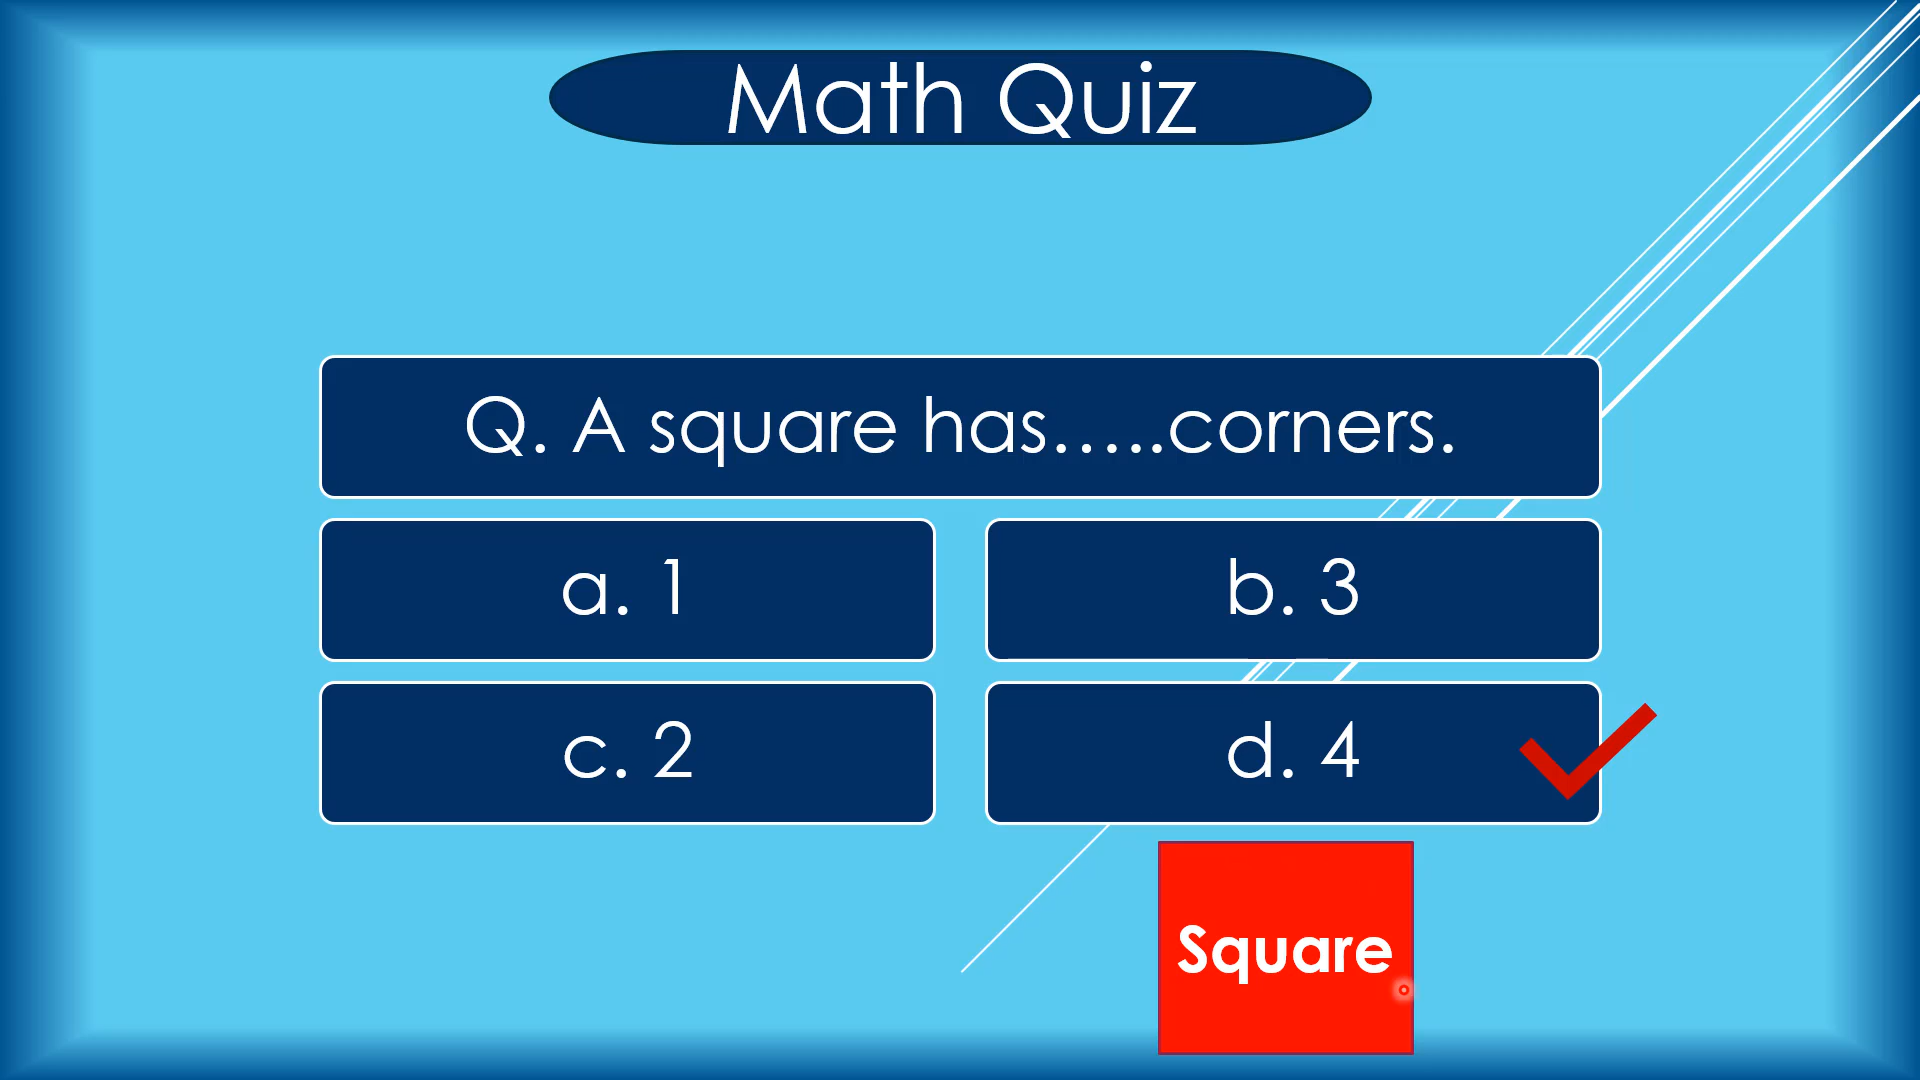 Math Quiz
Q. A square has.....corners.
a. 1
b. 3
c. 2
d. 4
Square